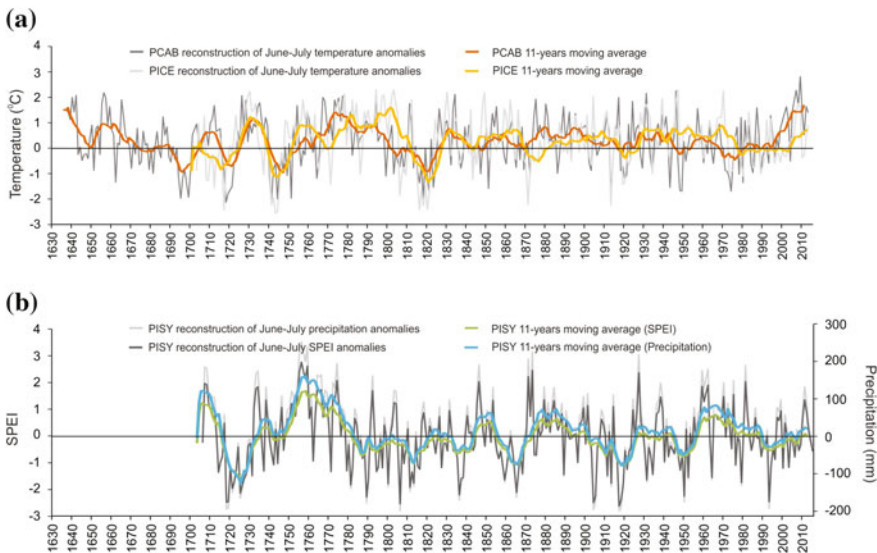 (a)
PCAB reconstruction of June-July temperature anomalies PCAB 11-years moving average
PICE reconstruction of June-July temperature anomalies PICE 11-years moving average
Temperature (°C)
4
3
2
1
0
-1
-2
-3
1630 1640 1650 1660 1670 1680 1690 1700 1710 1720 1730 1740 1750 1760 1770 1780 1790 1800 1810 1820 1830 1840 1850 1860 1870 1880 1890 1900 1910 1920 1930 1940 1950 1960 1970 1980 1990 2000 2010
(b)
PISY reconstruction of June-July precipitation anomalies PISY 11-years moving average (SPEI)
PISY reconstruction of June-July SPEI anomalies PISY 11-years moving average (Precipitation)
SPEI
4
3
2
1
0
-1
-2
-3
300
200
100
0
-100
-200
Precipitation (mm)
1630 1640 1650 1660 1670 1680 1690 1700 1710 1720 1730 1740 1750 1760 1770 1780 1790 1800 1810 1820 1830 1840 1850 1860 1870 1880 1890 1900 1910 1920 1930 1940 1950 1960 1970 1980 1990 2000 2010